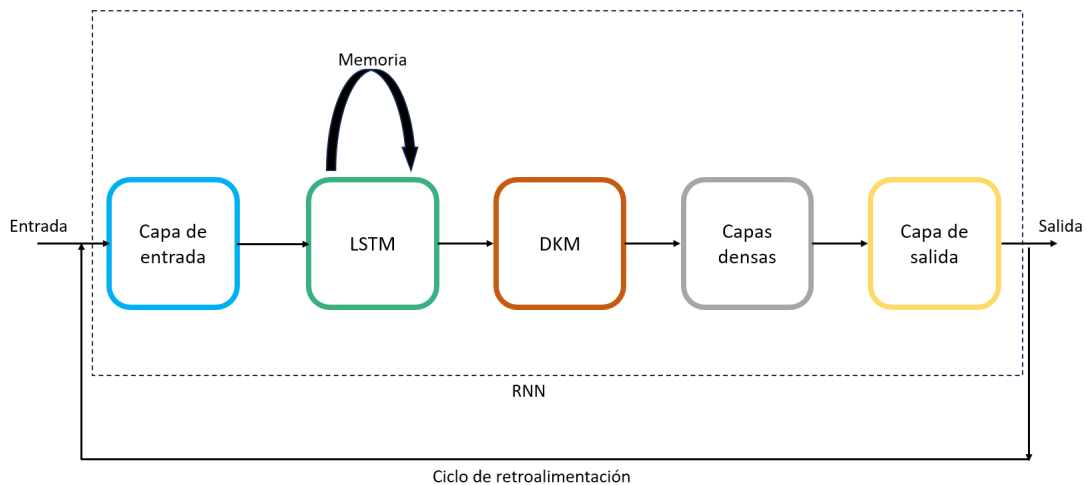 Memoria
Entrada
Capa de
entrada
LSTM
DKM
Capas
densas
Capa de
salida
Salida
RNN
Ciclo de retroalimentación